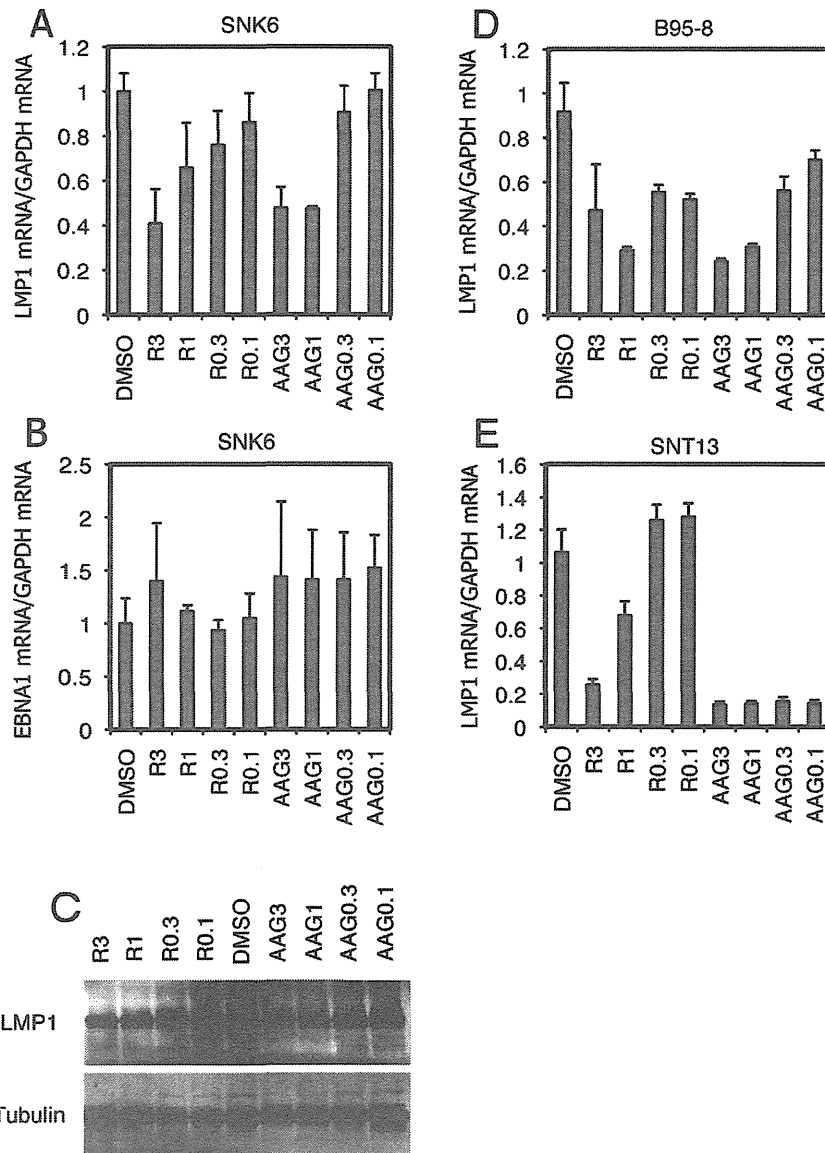 A
SNK6
LMP1 mRNA/GAPDH mRNA
1.2
1
0.8
0.6
0.4
0.2
0
DMSO
R3
R1
R0.3
R0.1
AAG3
AAG1
AAG0.3
AAG0.1
B
SNK6
EBNA1 mRNA/GAPDH mRNA
2.5
2
1.5
1
0.5
0
DMSO
R3
R1
R0.3
R0.1
AAG3
AAG1
AAG0.3
AAG0.1
C
R3
R1
R0.3
R0.1
DMSO
AAG3
AAG1
AAG0.3
AAG0.1
LMP1
Tubulin
D
B95-8
LMP1 mRNA/GAPDH mRNA
1.2
1
0.8
0.6
0.4
0.2
0
DMSO
R3
R1
R0.3
R0.1
AAG3
AAG1
AAG0.3
AAG0.1
E
SNT13
LMP1 mRNA/GAPDH mRNA
1.6
1.4
1.2
1
0.8
0.6
0.4
0.2
0
DMSO
R3
R1
R0.3
R0.1
AAG3
AAG1
AAG0.3
AAG0.1